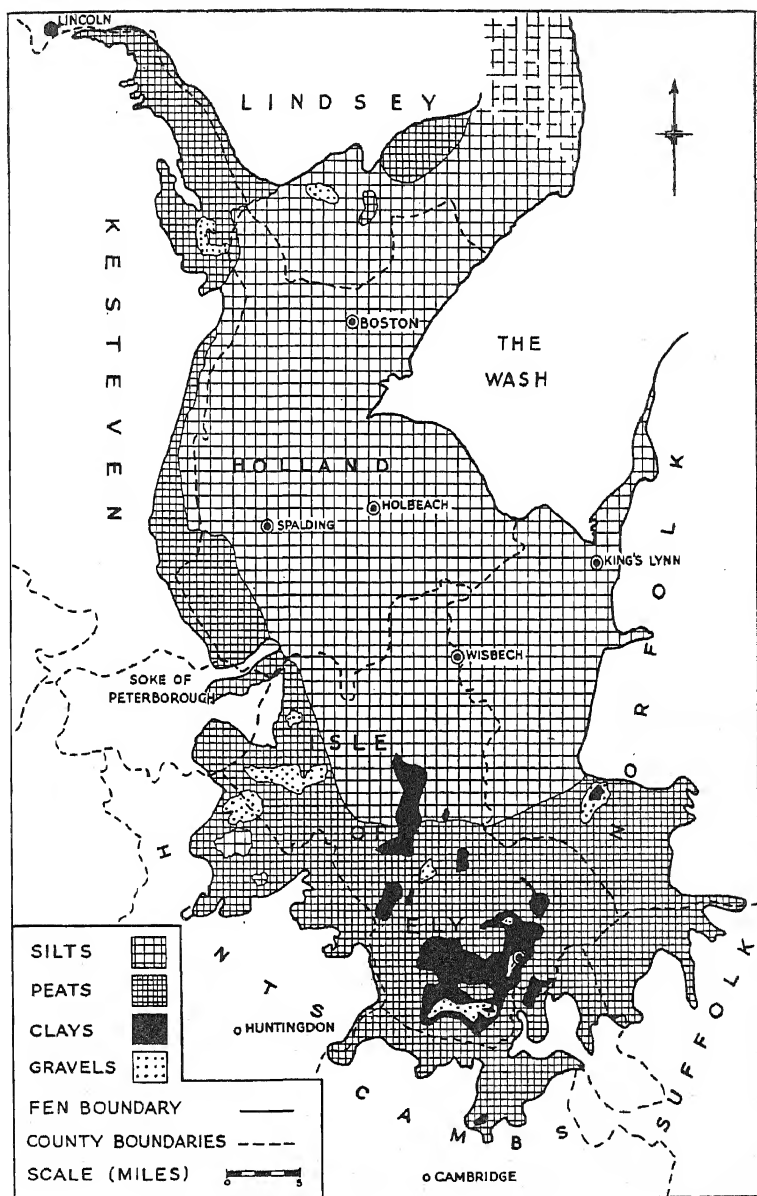 LINCOLN
LINDSEY
KESTEVEN
BOSTON
THE
WASH
HOLLAND
HOLBEACH
SPALDING
KING'S LYNN
NORFOLK
WISBECH
SOKE OF
PETERBOROUGH
ISLE
OF
ELY
HUNTS
SUFFOLK
HUNTINGDON
CAMBS
CAMBRIDGE
SILTS
PEATS
CLAYS
GRAVELS
FEN BOUNDARY
COUNTY BOUNDARIES
SCALE (MILES)
0 5